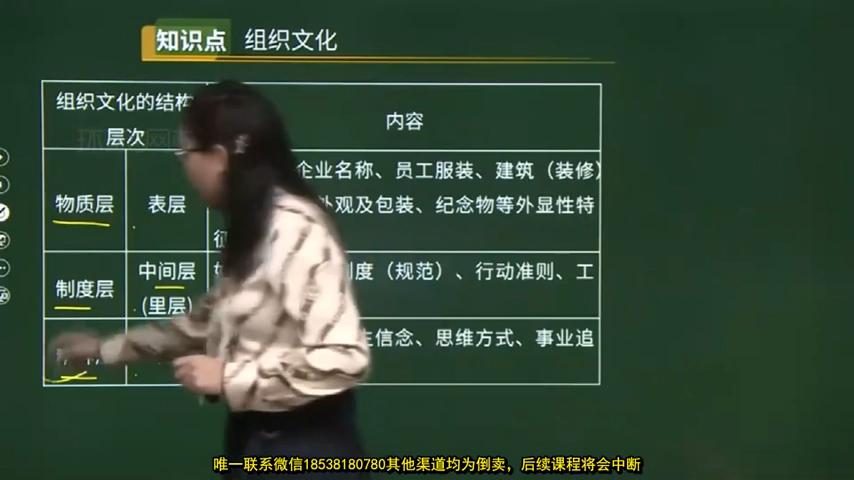 知识点 组织文化
组织文化的结构
层次
内容
物质层
表层
企业名称、员工服装、建筑（装修）
外观及包装、纪念物等外显性特
征
制度层
中间层
(里层)
制度（规范）、行动准则、工
信念、思维方式、事业追
唯一联系微信18538180780其他渠道均为倒卖，后续课程将会中断